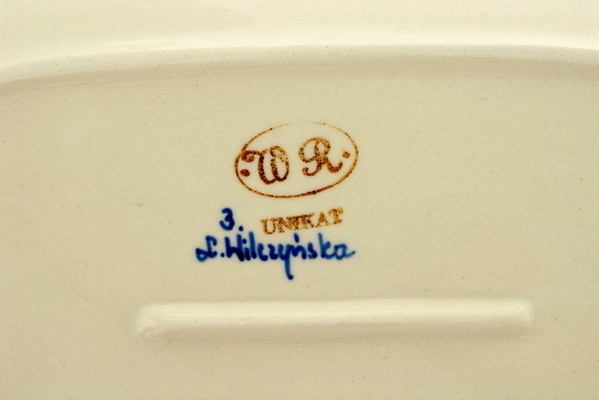 ·W R·
3. UNIKAT
L. Wilczyńska